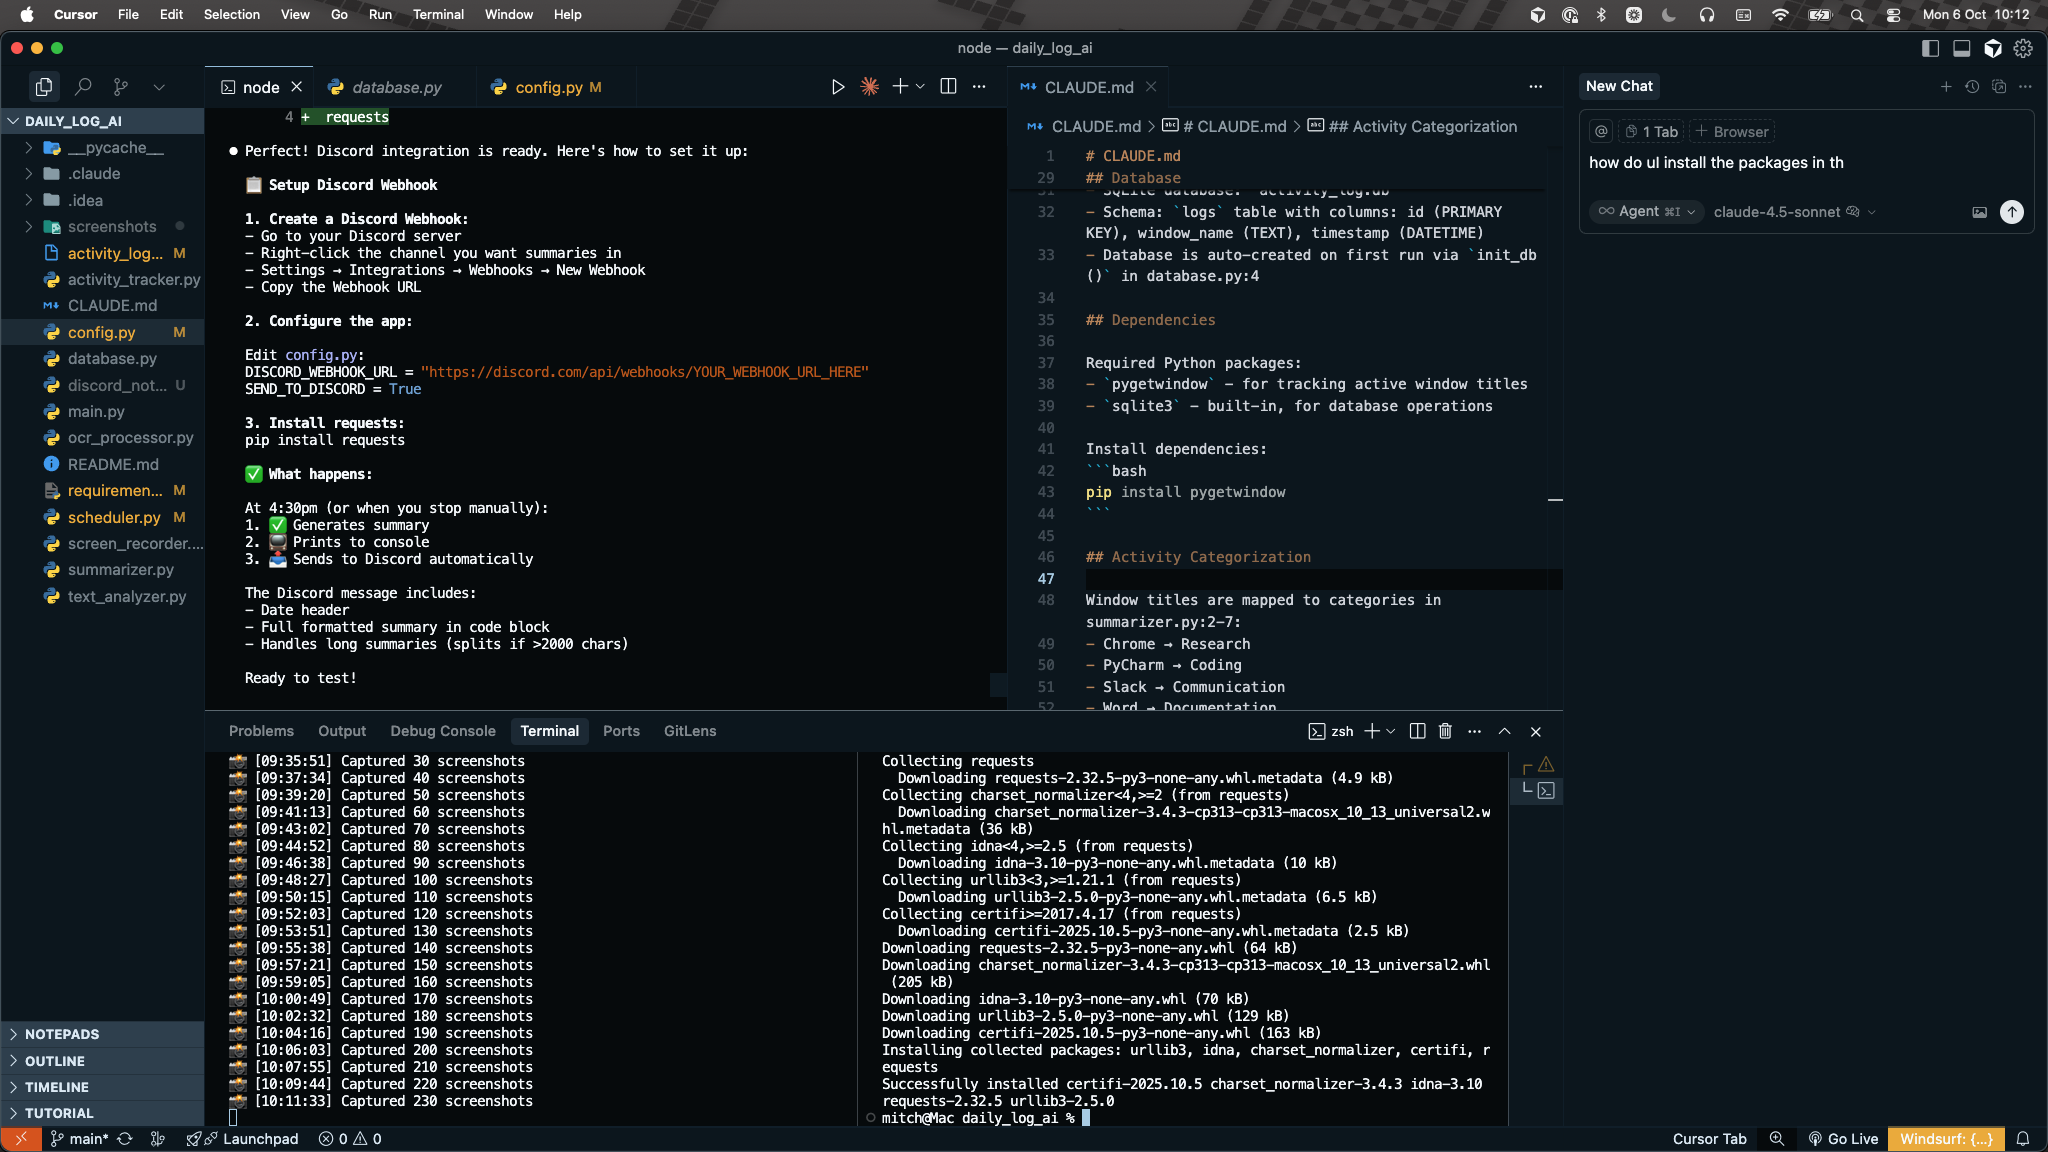 Cursor File Edit Selection View Go Run Terminal Window Help
Mon 6 Oct 10:12
node — daily_log_ai
DAILY_LOG_AI
__pycache__
.claude
.idea
screenshots
activity_log... M
activity_tracker.py
CLAUDE.md
config.py M
database.py
discord_not... U
main.py
ocr_processor.py
README.md
requiremen... M
scheduler.py M
screen_recorder....
summarizer.py
text_analyzer.py
NOTEPADS
OUTLINE
TIMELINE
TUTORIAL
node
database.py
config.py M
4 + requests
Perfect! Discord integration is ready. Here's how to set it up:
Setup Discord Webhook
1. Create a Discord Webhook:
- Go to your Discord server
- Right-click the channel you want summaries in
- Settings → Integrations → Webhooks → New Webhook
- Copy the Webhook URL
2. Configure the app:
Edit config.py:
DISCORD_WEBHOOK_URL = "https://discord.com/api/webhooks/YOUR_WEBHOOK_URL_HERE"
SEND_TO_DISCORD = True
3. Install requests:
pip install requests
✅ What happens:
At 4:30pm (or when you stop manually):
1. ✅ Generates summary
2. Prints to console
3. 📤 Sends to Discord automatically
The Discord message includes:
- Date header
- Full formatted summary in code block
- Handles long summaries (splits if >2000 chars)
Ready to test!
CLAUDE.md
CLAUDE.md > # CLAUDE.md > ## Activity Categorization
1 # CLAUDE.md
29 ## Database
31 - SQLite database: `activity_log.db`
32 - Schema: `logs` table with columns: id (PRIMARY
KEY), window_name (TEXT), timestamp (DATETIME)
33 - Database is auto-created on first run via `init_db
()` in database.py:4
34
35 ## Dependencies
36
37 Required Python packages:
38 - `pygetwindow` - for tracking active window titles
39 - `sqlite3` - built-in, for database operations
40
41 Install dependencies:
42 ```bash
43 pip install pygetwindow
44 ```
45
46 ## Activity Categorization
47
48 Window titles are mapped to categories in
summarizer.py:2-7:
49 - Chrome → Research
50 - PyCharm → Coding
51 - Slack → Communication
52 - Word → Documentation
New Chat
@ 1 Tab + Browser
how do uI install the packages in th
Agent ⌘I claude-4.5-sonnet
Problems Output Debug Console Terminal Ports GitLens
zsh
[09:35:51] Captured 30 screenshots
[09:37:34] Captured 40 screenshots
[09:39:20] Captured 50 screenshots
[09:41:13] Captured 60 screenshots
[09:43:02] Captured 70 screenshots
[09:44:52] Captured 80 screenshots
[09:46:38] Captured 90 screenshots
[09:48:27] Captured 100 screenshots
[09:50:15] Captured 110 screenshots
[09:52:03] Captured 120 screenshots
[09:53:51] Captured 130 screenshots
[09:55:38] Captured 140 screenshots
[09:57:21] Captured 150 screenshots
[09:59:05] Captured 160 screenshots
[10:00:49] Captured 170 screenshots
[10:02:32] Captured 180 screenshots
[10:04:16] Captured 190 screenshots
[10:06:03] Captured 200 screenshots
[10:07:55] Captured 210 screenshots
[10:09:44] Captured 220 screenshots
[10:11:33] Captured 230 screenshots
Collecting requests
Downloading requests-2.32.5-py3-none-any.whl.metadata (4.9 kB)
Collecting charset_normalizer<4,>=2 (from requests)
Downloading charset_normalizer-3.4.3-cp313-cp313-macosx_10_13_universal2.w
hl.metadata (36 kB)
Collecting idna<4,>=2.5 (from requests)
Downloading idna-3.10-py3-none-any.whl.metadata (10 kB)
Collecting urllib3<3,>=1.21.1 (from requests)
Downloading urllib3-2.5.0-py3-none-any.whl.metadata (6.5 kB)
Collecting certifi>=2017.4.17 (from requests)
Downloading certifi-2025.10.5-py3-none-any.whl.metadata (2.5 kB)
Downloading requests-2.32.5-py3-none-any.whl (64 kB)
Downloading charset_normalizer-3.4.3-cp313-cp313-macosx_10_13_universal2.whl
(205 kB)
Downloading idna-3.10-py3-none-any.whl (70 kB)
Downloading urllib3-2.5.0-py3-none-any.whl (129 kB)
Downloading certifi-2025.10.5-py3-none-any.whl (163 kB)
Installing collected packages: urllib3, idna, charset_normalizer, certifi, r
equests
Successfully installed certifi-2025.10.5 charset_normalizer-3.4.3 idna-3.10
requests-2.32.5 urllib3-2.5.0
mitch@Mac daily_log_ai %
main* Launchpad 0 0
Cursor Tab Go Live Windsurf: {...}